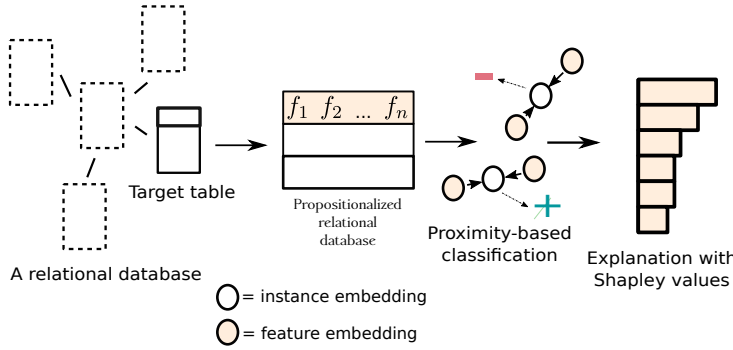 Target table
A relational database
f1 f2 ... fn
Propositionalized
relational
database
Proximity-based
classification
Explanation with
Shapley values
= instance embedding
= feature embedding